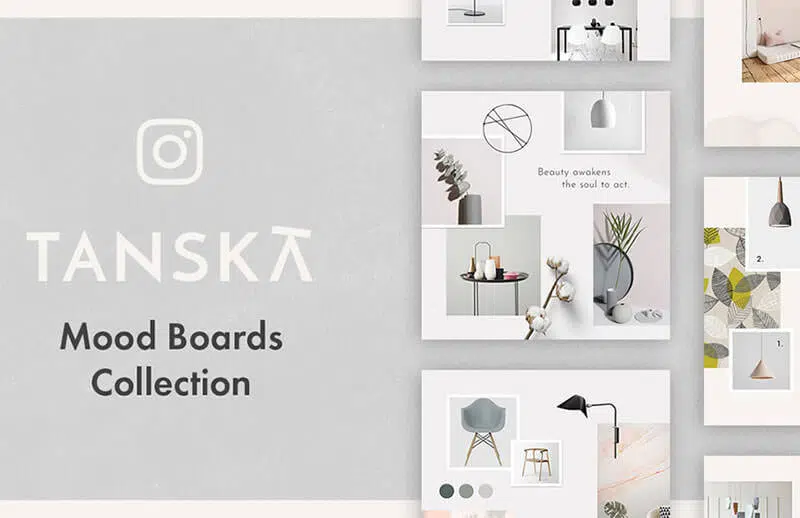 TANSKĀ
Mood Boards
Collection
Beauty awakens
the soul to act.
2.
1.